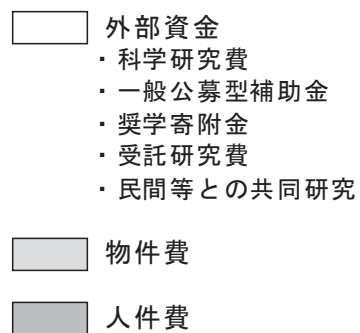 外部資金
・科学研究費
・一般公募型補助金
・奨学寄附金
・受託研究費
・民間等との共同研究
物件費
人件費